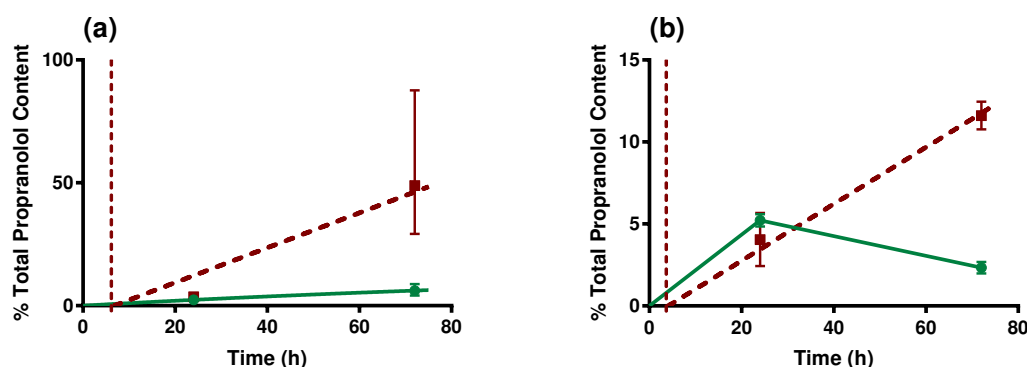 (a)
% Total Propranolol Content
100
50
0
0 20 40 60 80
Time (h)
(b)
% Total Propranolol Content
15
10
5
0
0 20 40 60 80
Time (h)